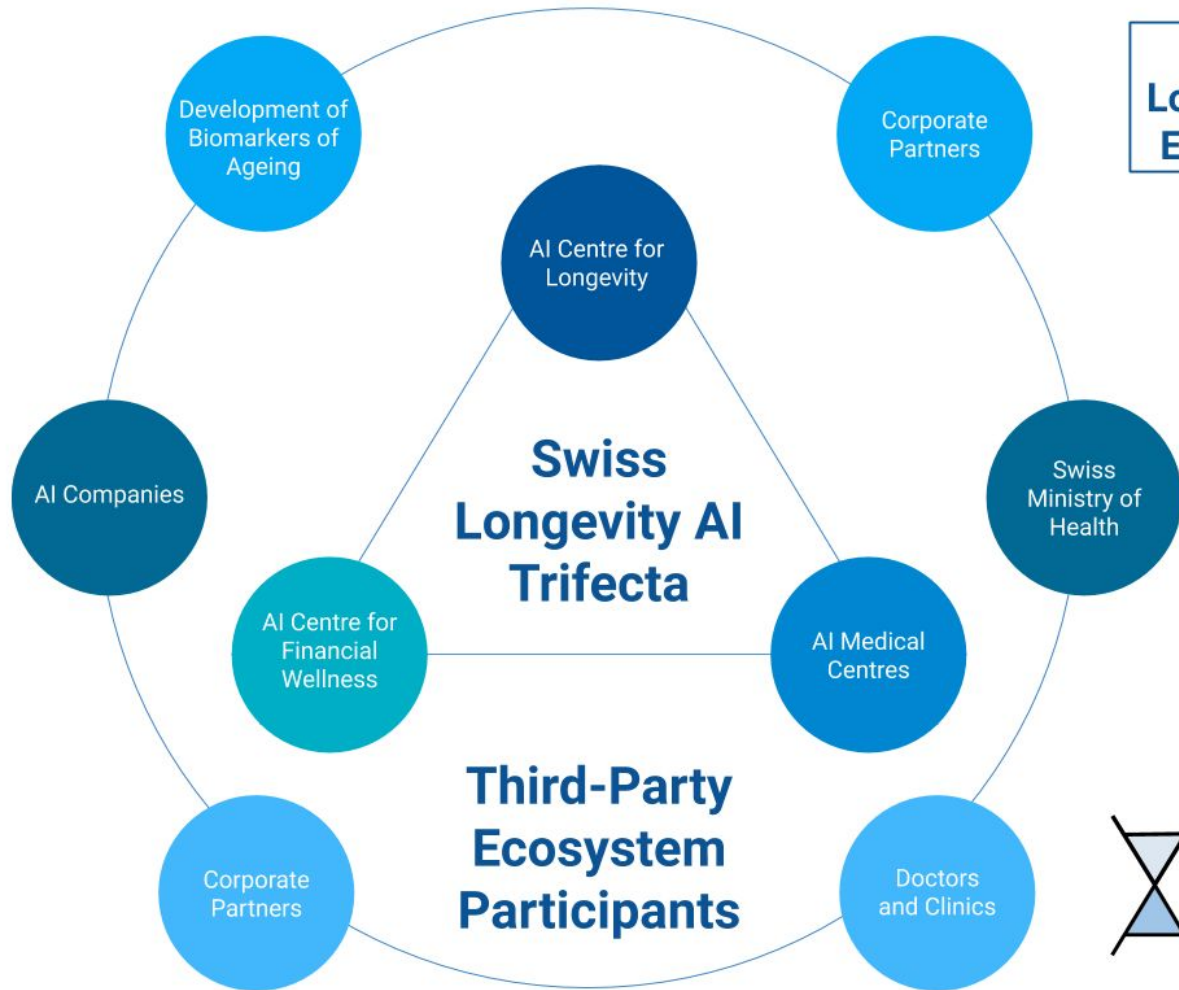 Development of
Biomarkers of
Ageing
Corporate
Partners
AI Centre for
Longevity
AI Companies
Swiss
Longevity AI
Trifecta
Swiss
Ministry of
Health
AI Centre for
Financial
Wellness
AI Medical
Centres
Third-Party
Ecosystem
Participants
Corporate
Partners
Doctors
and Clinics